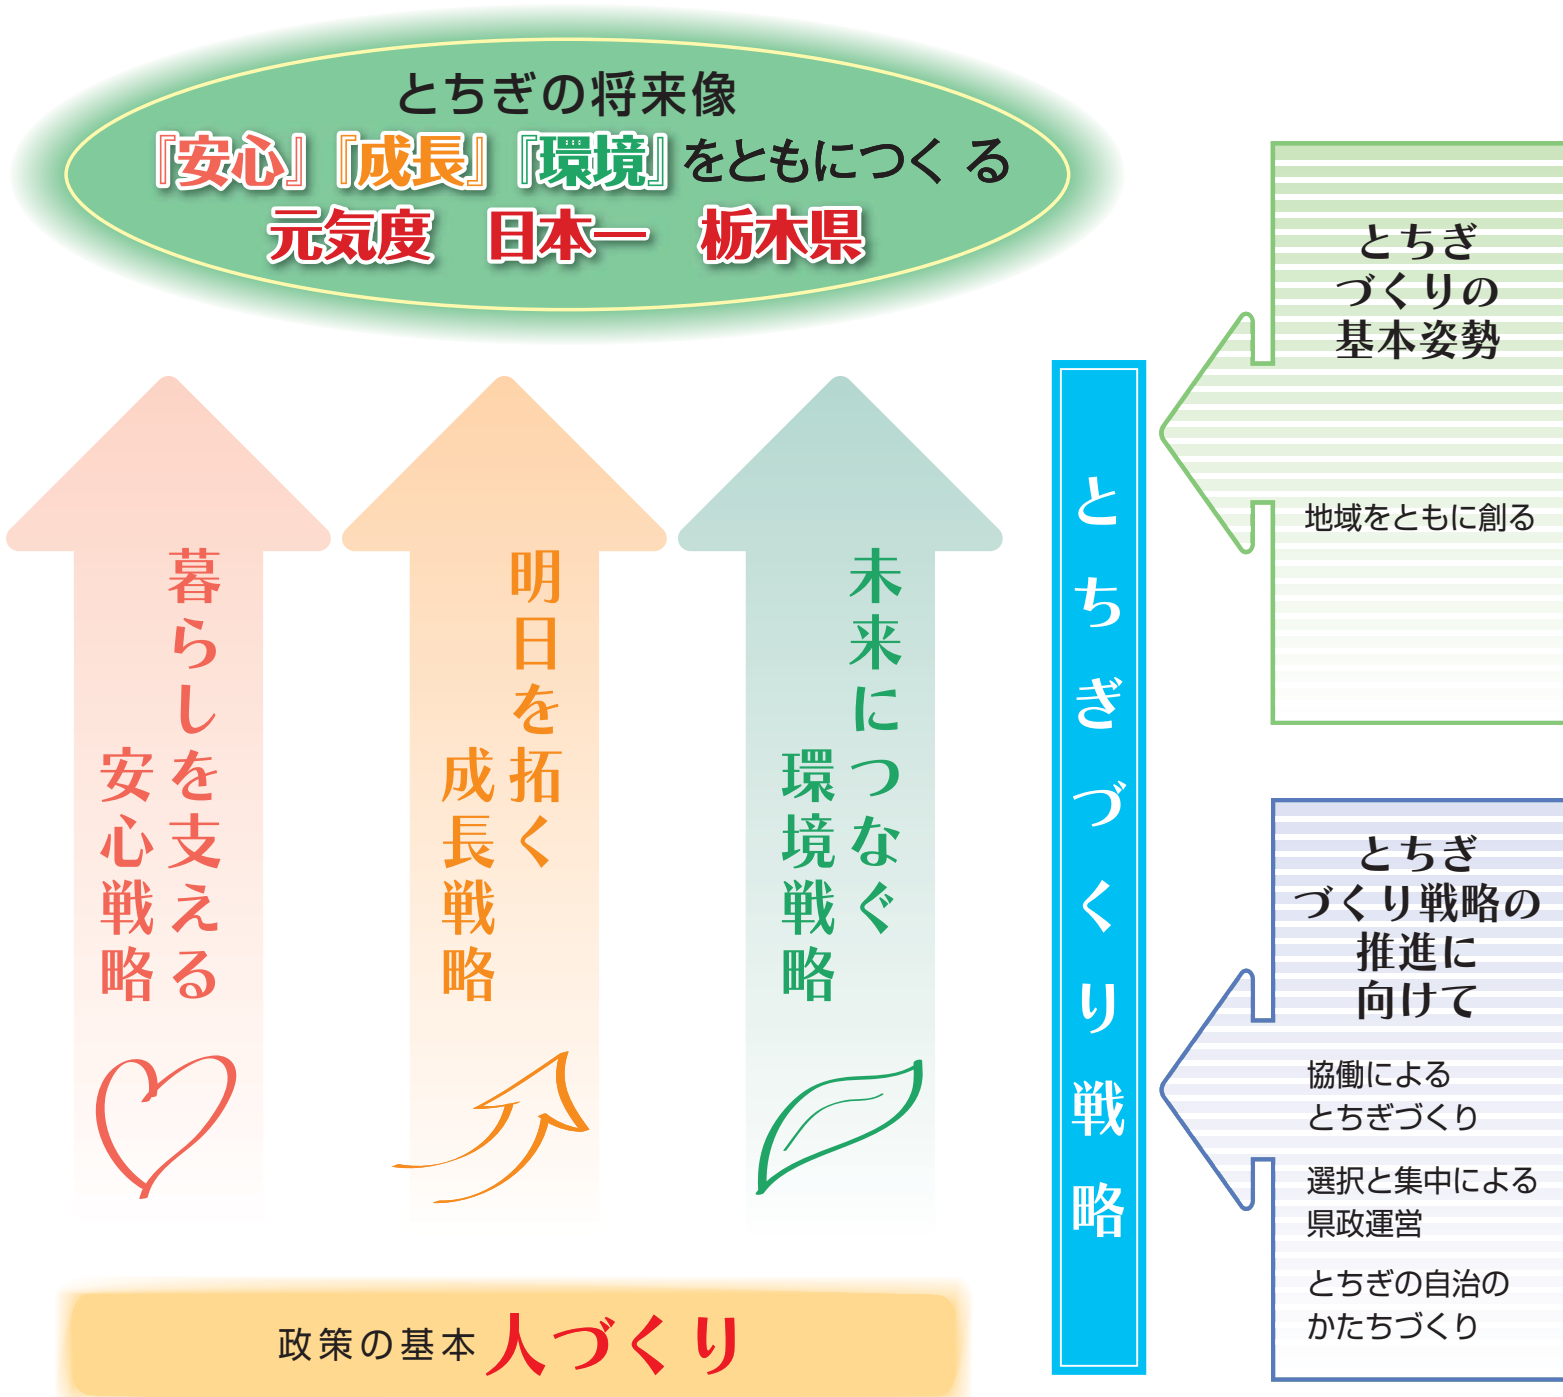 とちぎの将来像
『安心』『成長』『環境』をともにつくる
元気度 日本一 栃木県
暮らしを支える
安心戦略
明日を拓く
成長戦略
未来につなぐ
環境戦略
政策の基本 人づくり
とちぎづくり戦略
とちぎ
づくりの
基本姿勢
地域をともに創る
とちぎ
づくり戦略の
推進に
向けて
協働による
とちぎづくり
選択と集中による
県政運営
とちぎの自治の
かたちづくり